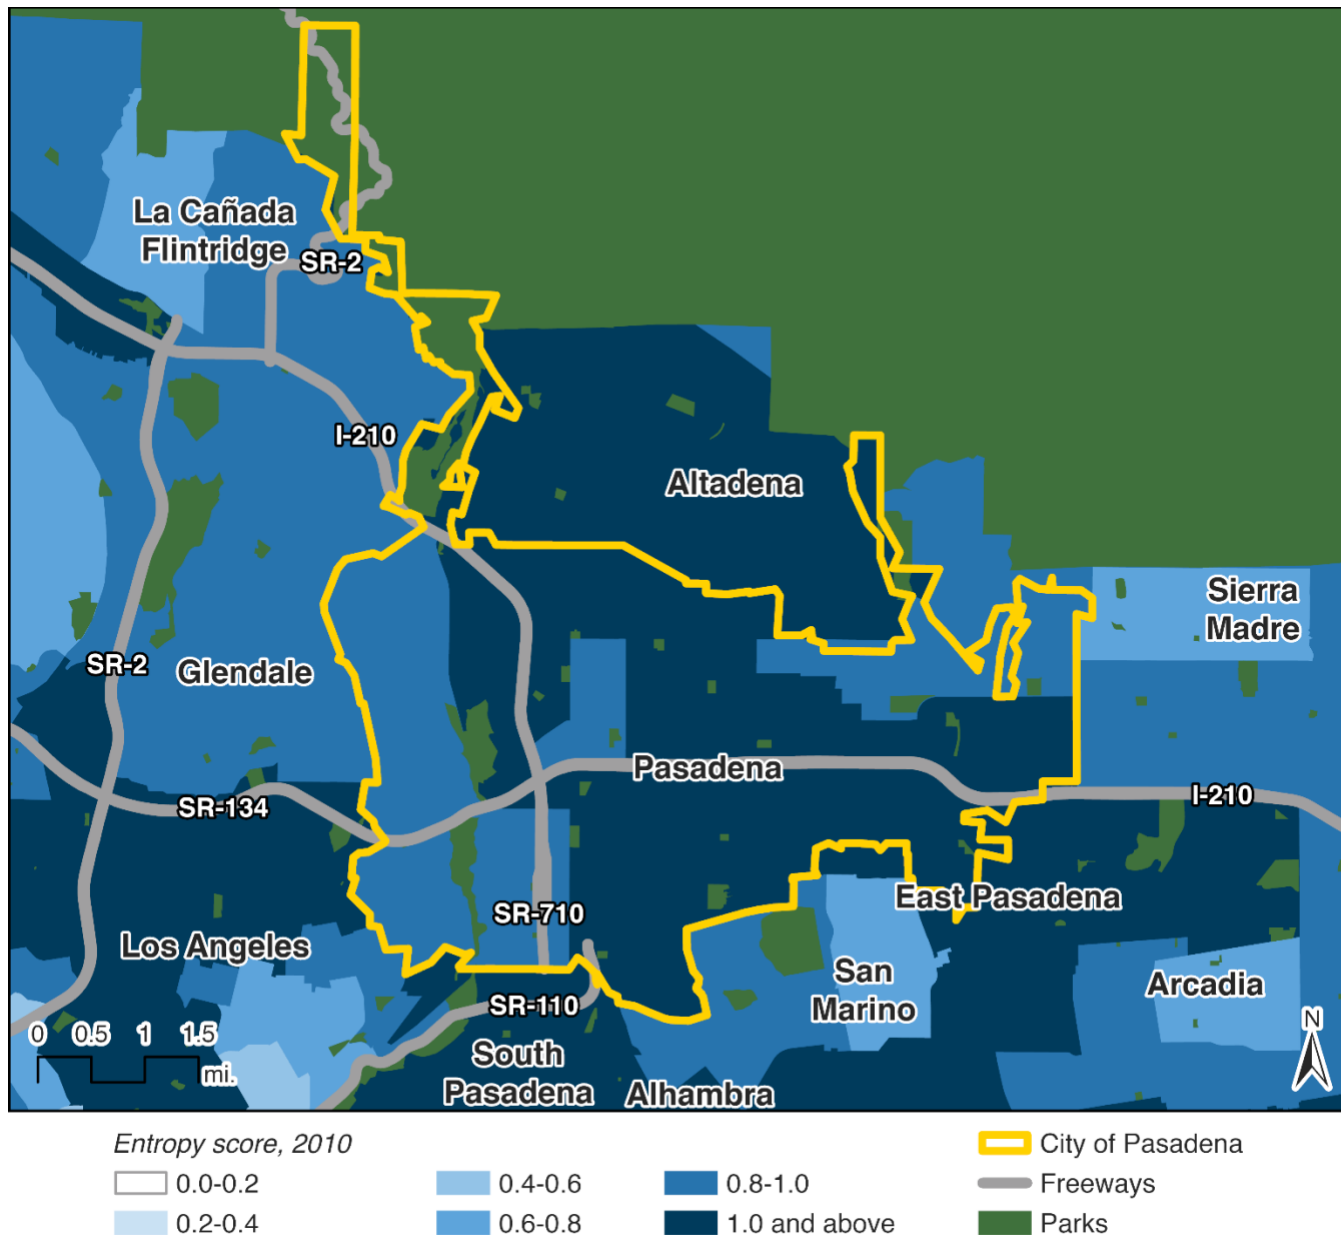 La Cañada
Flintridge
SR-2
I-210
Altadena
Sierra
Madre
SR-2
Glendale
Pasadena
SR-134
I-210
East Pasadena
SR-710
Los Angeles
San
Marino
Arcadia
SR-110
N
0 0.5 1 1.5
mi.
South
Pasadena
Alhambra
Entropy score, 2010
0.0-0.2
0.2-0.4
0.4-0.6
0.6-0.8
0.8-1.0
1.0 and above
City of Pasadena
Freeways
Parks